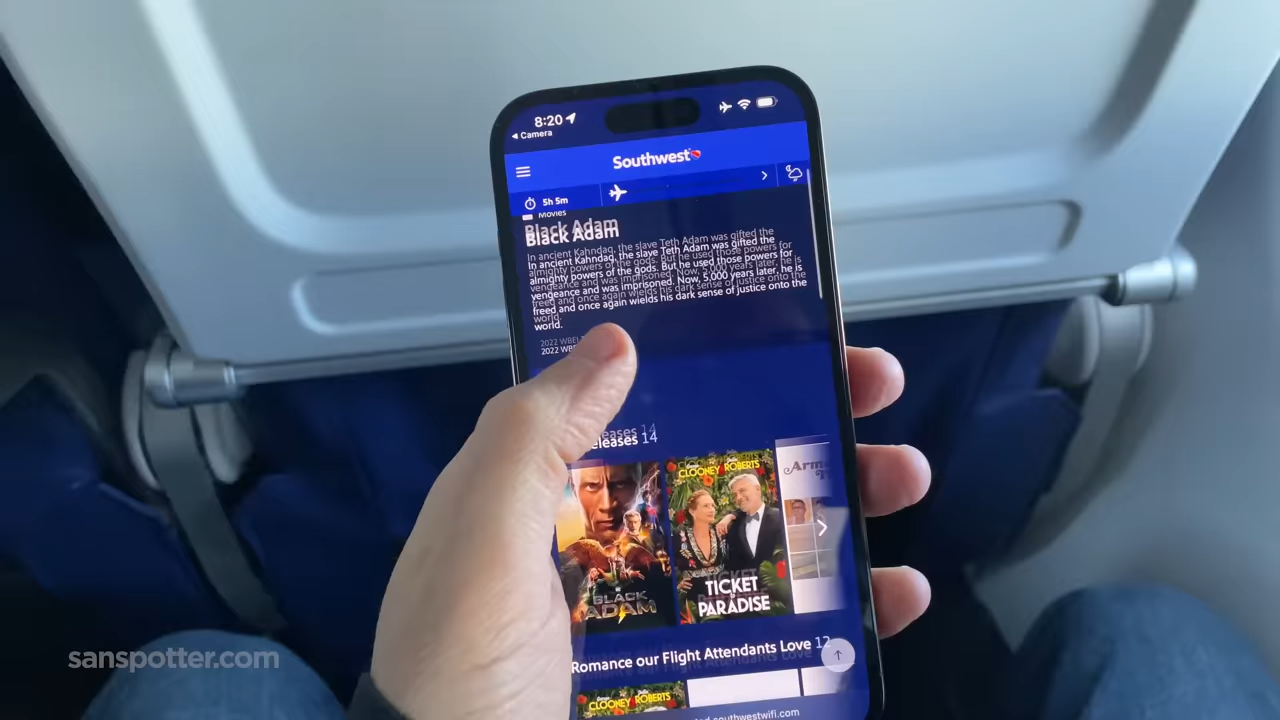 8:20
Camera
Southwest
5h 5m
Movies
Black Adam
In ancient Kahndaq, the slave Teth Adam was gifted the
almighty powers of the gods. But he used those powers for
vengeance and was imprisoned. Now, 5,000 years later, he is
freed and once again wields his dark sense of justice onto the
world.
2022
eleases 14
CLOONEY ROBERTS
BLACK
ADAM
TICKET
PARADISE
Romance our Flight Attendants Love 12
CLOONEY ROBERTS
southwestwifi.com
sanspotter.com